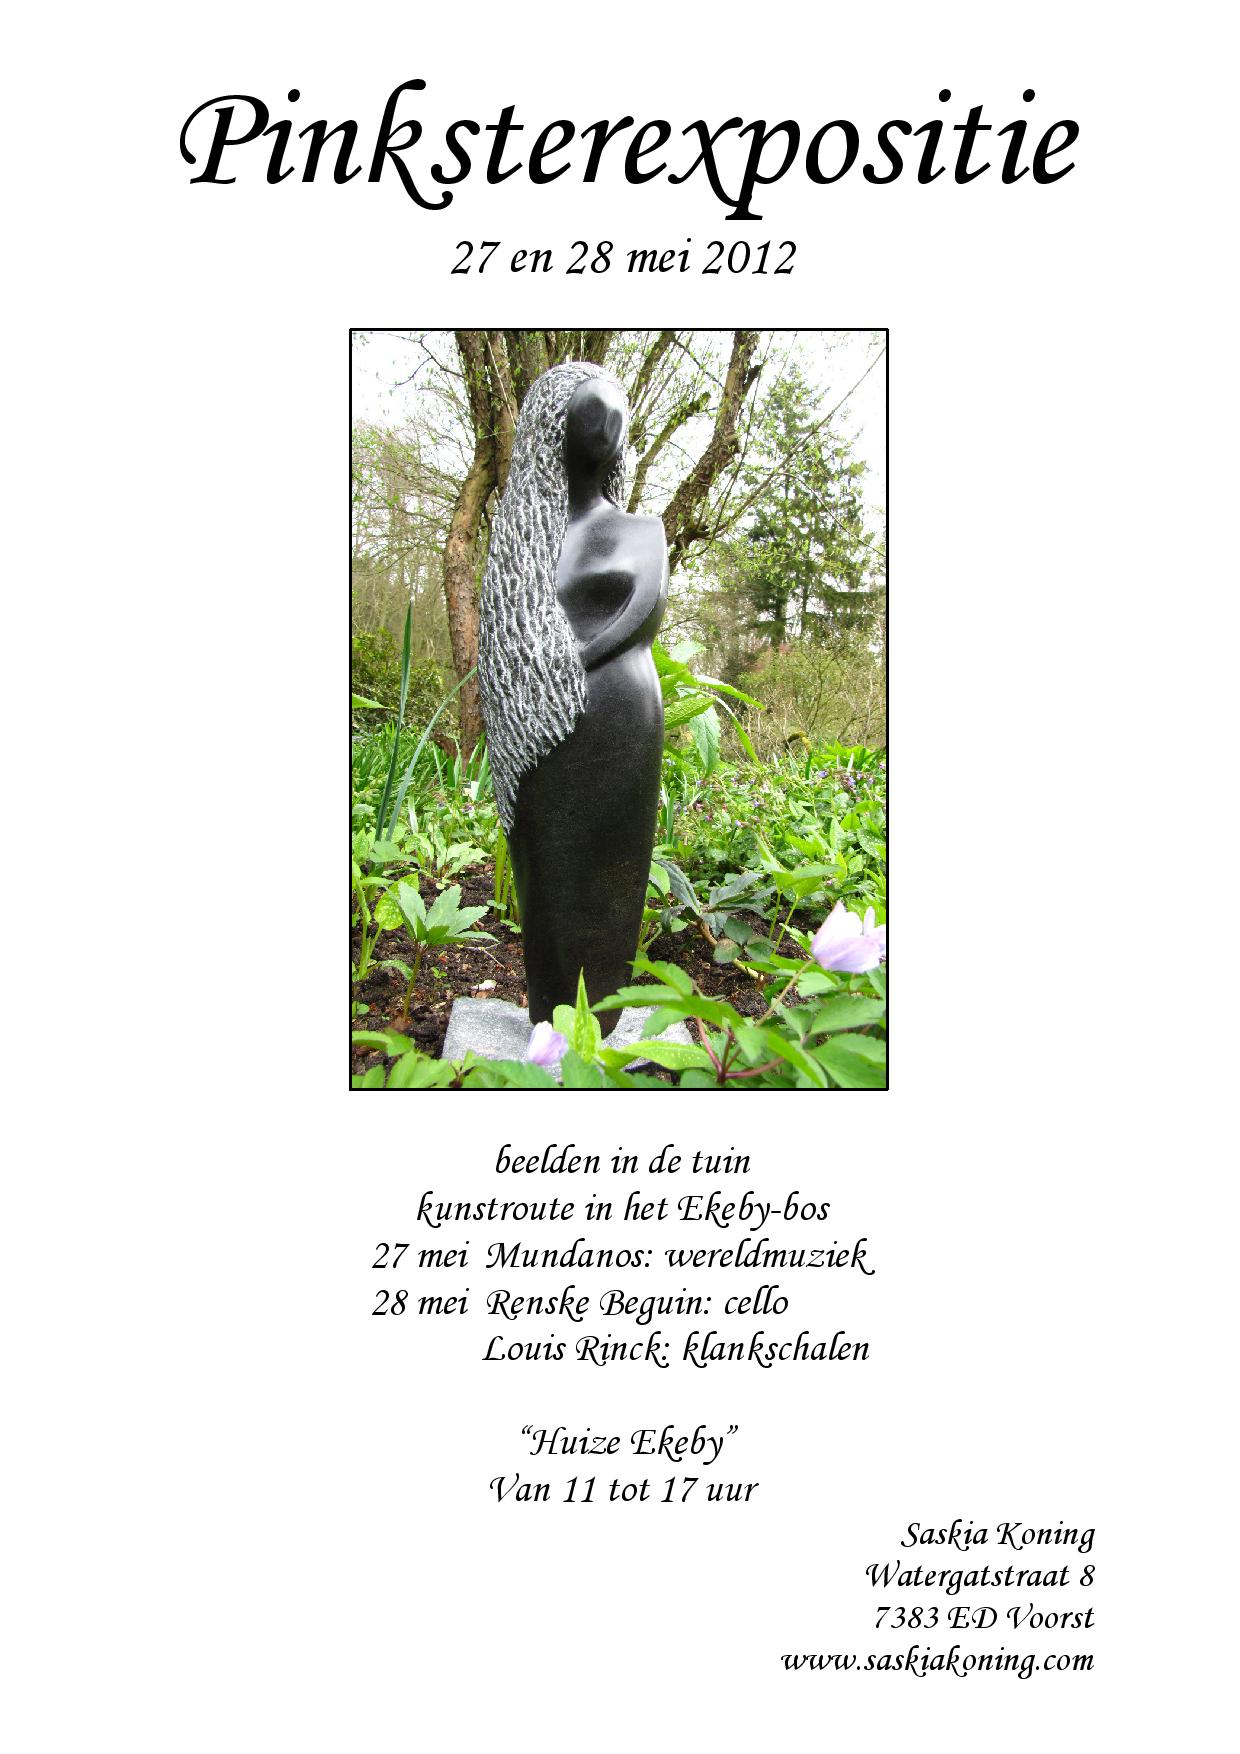 Pinksterexpositie
27 en 28 mei 2012
beelden in de tuin
kunstroute in het Ekeby-bos
27 mei Mundanos: wereldmuziek
28 mei Renske Beguin: cello
Louis Rinck: klankschalen
“Huize Ekeby”
Van 11 tot 17 uur
Saskia Koning
Watergatstraat 8
7383 ED Voorst
www.saskiakoning.com